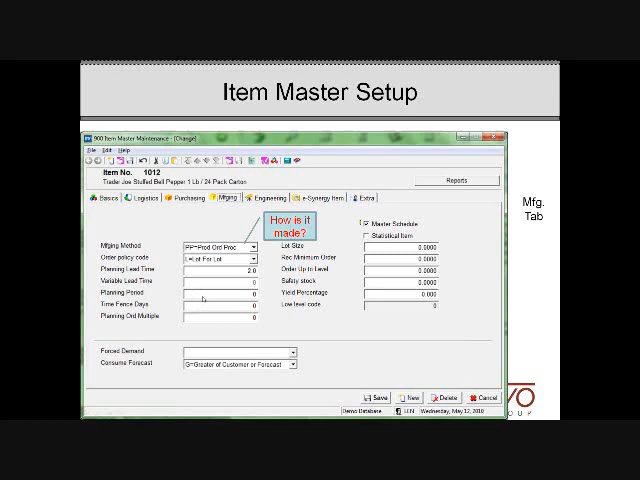 Item Master Setup
900 Item Master Maintenance - [Change]
File Edit Help
Item No. 1012
Trader Joe Stuffed Bell Pepper 1 Lb / 24 Pack Carton
Reports
Basics Logistics Purchasing Mfging Engineering e-Synergy Item Extra
Mfg.
Tab
How is it
made?
Master Schedule
Statistical Item
Mfging Method PP=Prod Ord Proc
Order policy code L=Lot For Lot
Planning Lead Time 2.0
Variable Lead Time 0
Planning Period 0
Time Fence Days 0
Planning Ord Multiple 0
Lot Size 0.0000
Rec Minimum Order 0.0000
Order Up to Level 0.0000
Safety stock 0.0000
Yield Percentage 0.000
Low level code 0
Forced Demand
Consume Forecast G=Greater of Customer or Forecast
Save New Delete Cancel
Demo Database LEN Wednesday, May 12, 2010
VO
OUP